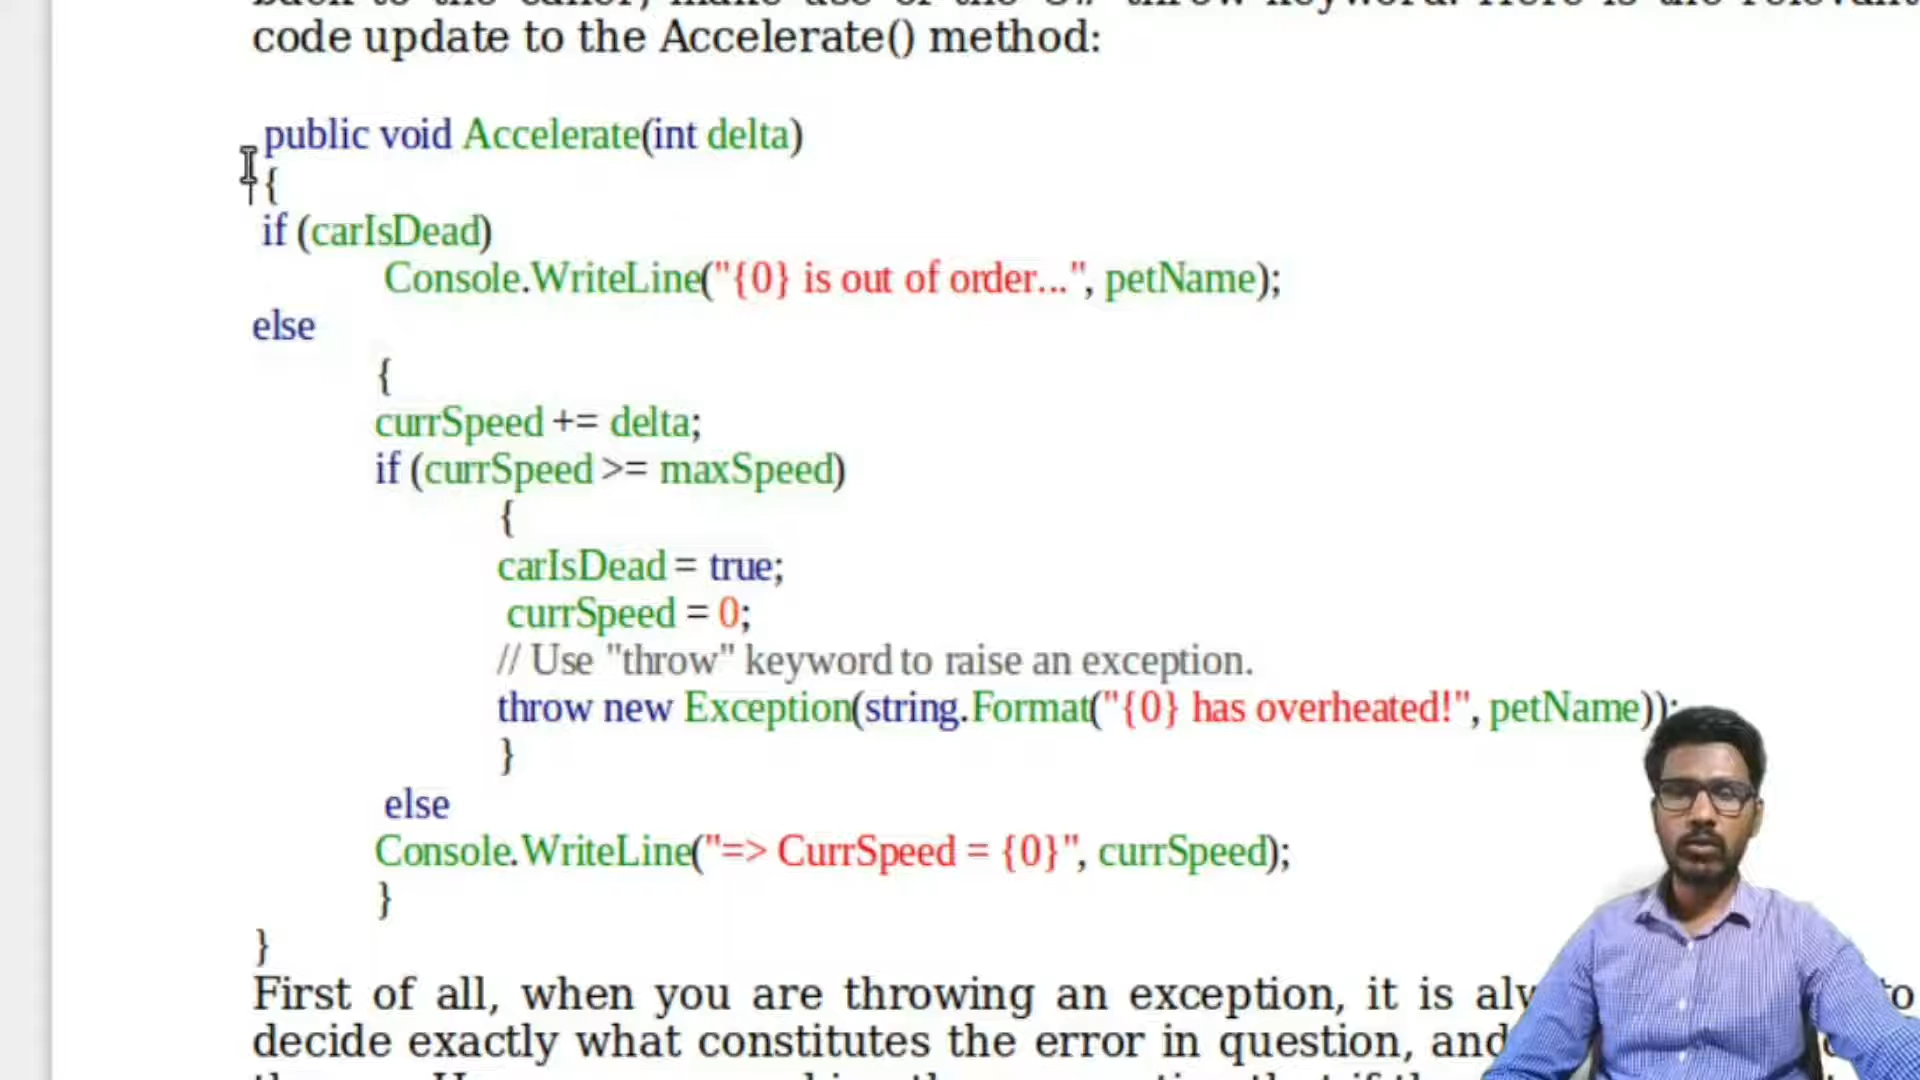 code update to the Accelerate() method:
public void Accelerate(int delta)
{
if (carIsDead)
Console.WriteLine("{0} is out of order...", petName);
else
{
currSpeed += delta;
if (currSpeed >= maxSpeed)
{
carIsDead = true;
currSpeed = 0;
// Use "throw" keyword to raise an exception.
throw new Exception(string.Format("{0} has overheated!", petName));
}
else
Console.WriteLine("=> CurrSpeed = {0}", currSpeed);
}
}
First of all, when you are throwing an exception, it is to
decide exactly what constitutes the error in question, and